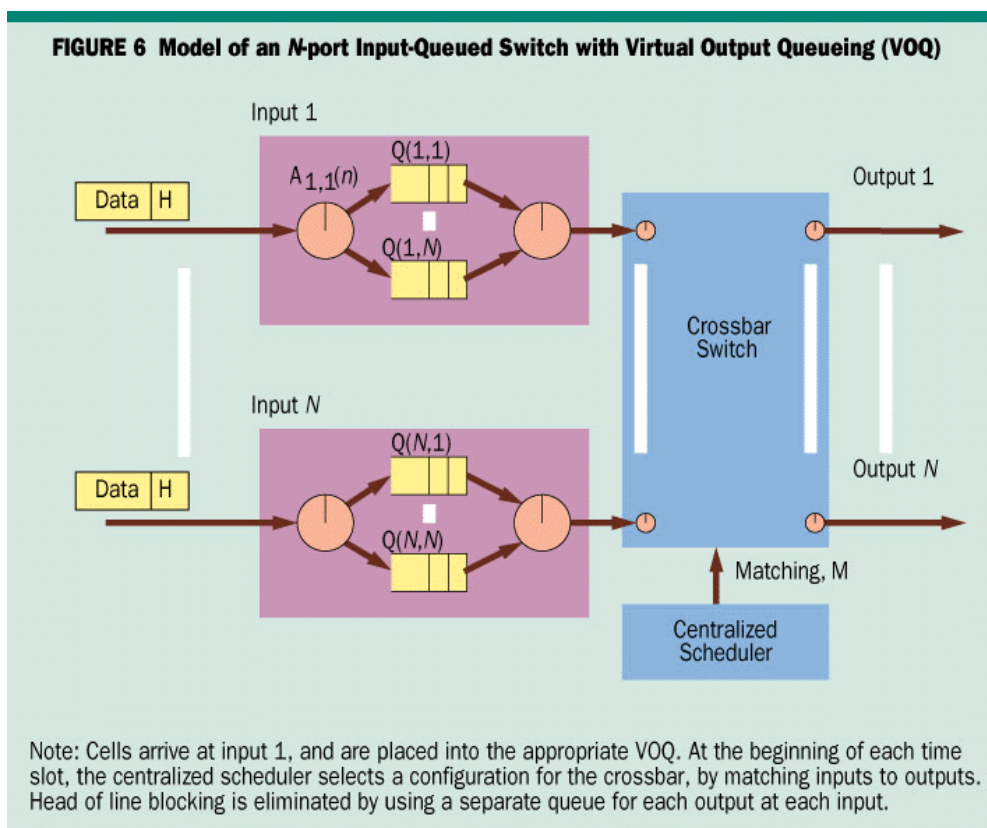 FIGURE 6 Model of an N-port Input-Queued Switch with Virtual Output Queueing (VOQ)
Input 1
A1,1(n)
Q(1,1)
Q(1,N)
Data H
Output 1
Crossbar
Switch
Input N
Q(N,1)
Q(N,N)
Data H
Output N
Matching, M
Centralized
Scheduler
Note: Cells arrive at input 1, and are placed into the appropriate VOQ. At the beginning of each time
slot, the centralized scheduler selects a configuration for the crossbar, by matching inputs to outputs.
Head of line blocking is eliminated by using a separate queue for each output at each input.